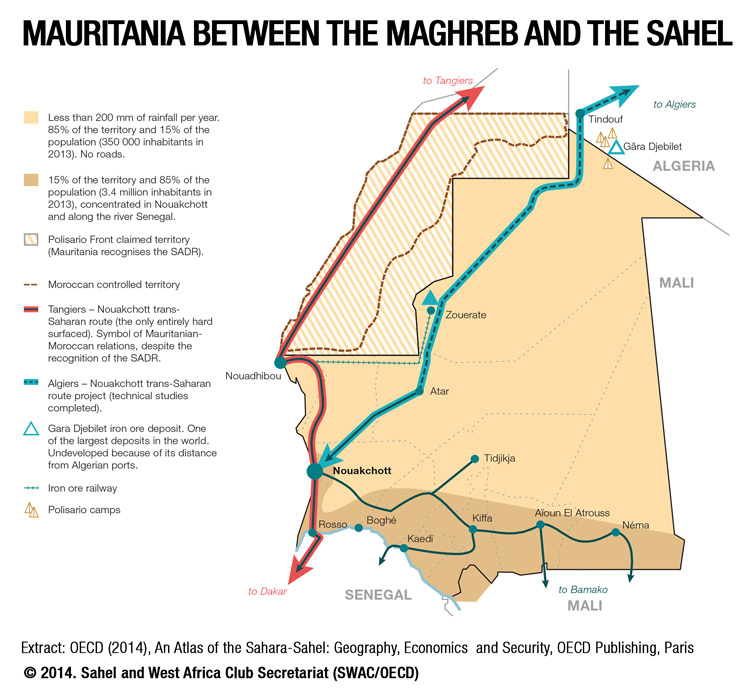 MAURITANIA BETWEEN THE MAGHREB AND THE SAHEL
to Tangiers
to Algiers
Tindouf
Gâra Djebilet
ALGERIA
Less than 200 mm of rainfall per year.
85% of the territory and 15% of the
population (350 000 inhabitants in
2013). No roads.
15% of the territory and 85% of the
population (3.4 million inhabitants in
2013), concentrated in Nouakchott
and along the river Senegal.
Polisario Front claimed territory
(Mauritania recognises the SADR).
Moroccan controlled territory
Tangiers – Nouakchott trans-
Saharan route (the only entirely hard
surfaced). Symbol of Mauritanian-
Moroccan relations, despite the
recognition of the SADR.
Algiers – Nouakchott trans-Saharan
route project (technical studies
completed).
Gara Djebilet iron ore deposit. One
of the largest deposits in the world.
Undeveloped because of its distance
from Algerian ports.
Iron ore railway
Polisario camps
MALI
Zouerate
Nouadhibou
Atar
Nouakchott
Tidjikja
Rosso
Boghé
Kaedi
Kiffa
Aïoun El Atrouss
Néma
to Dakar
SENEGAL
to Bamako
MALI
Extract: OECD (2014), An Atlas of the Sahara-Sahel: Geography, Economics and Security, OECD Publishing, Paris
© 2014. Sahel and West Africa Club Secretariat (SWAC/OECD)